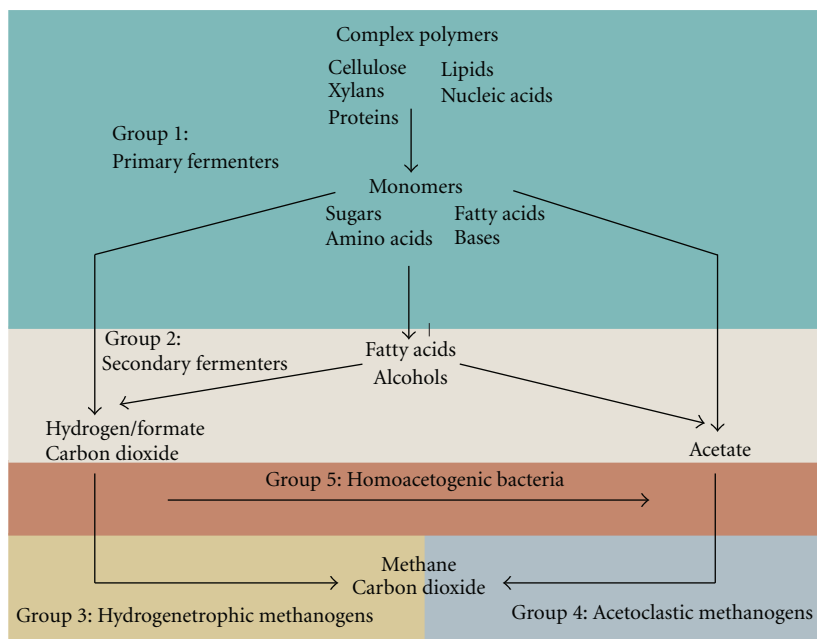 Complex polymers
Cellulose
Xylans
Proteins
Lipids
Nucleic acids
Group 1:
Primary fermenters
Monomers
Sugars
Amino acids
Fatty acids
Bases
Group 2:
Secondary fermenters
Fatty acids
Alcohols
Hydrogen/formate
Carbon dioxide
Acetate
Group 5: Homoacetogenic bacteria
Methane
Carbon dioxide
Group 3: Hydrogenetrophic methanogens
Group 4: Acetoclastic methanogens